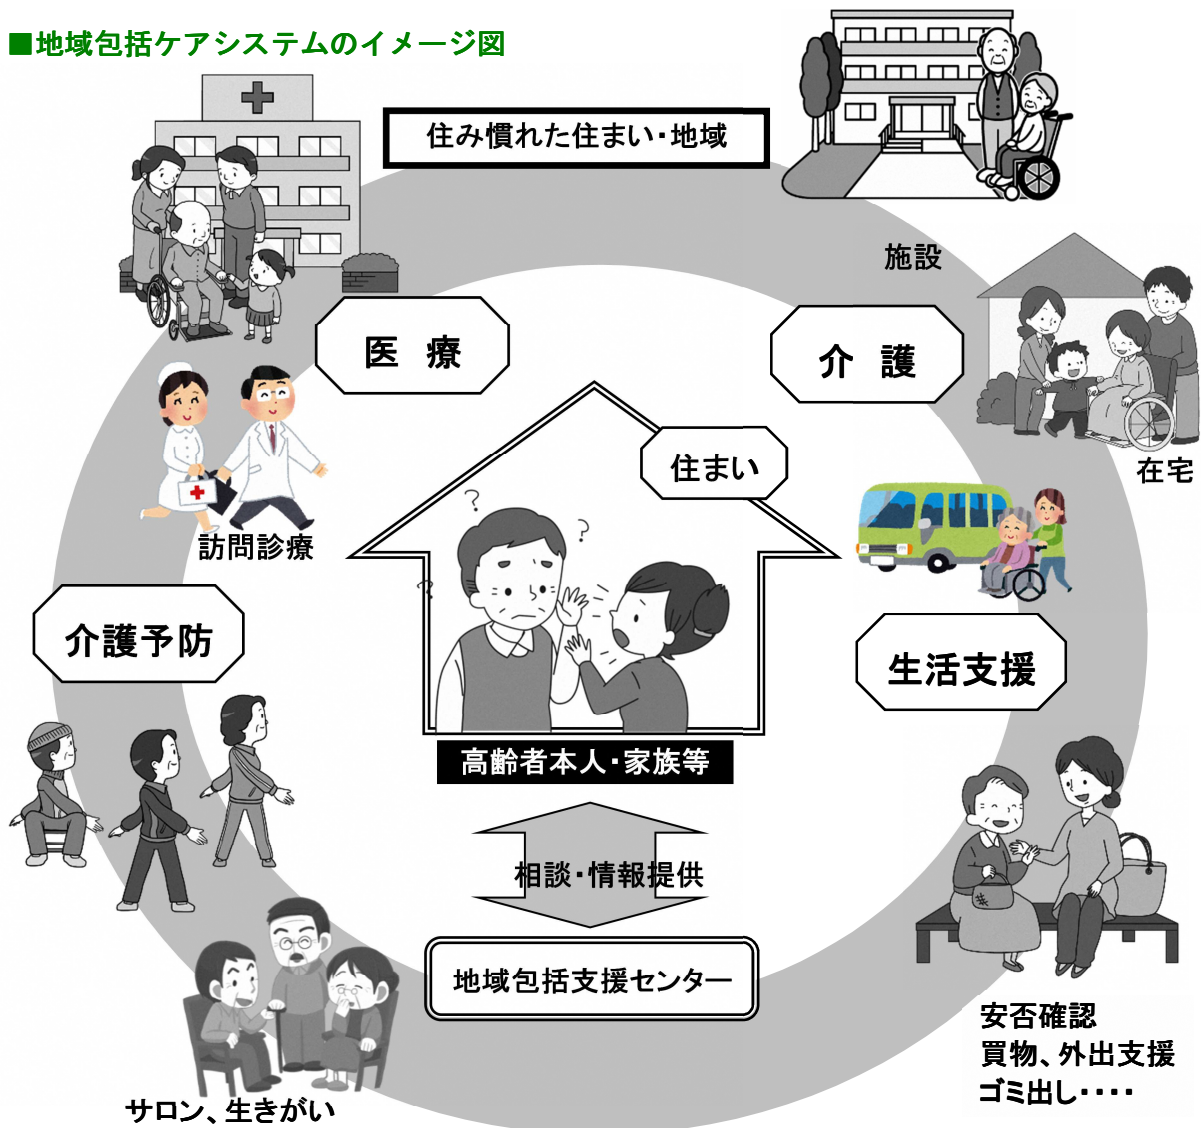 ■地域包括ケアシステムのイメージ図
住み慣れた住まい・地域
施設
医 療
介 護
住まい
在宅
訪問診療
?
?
?
介護予防
生活支援
高齢者本人・家族等
相談・情報提供
地域包括支援センター
安否確認
買物、外出支援
ゴミ出し・・・・
サロン、生きがい